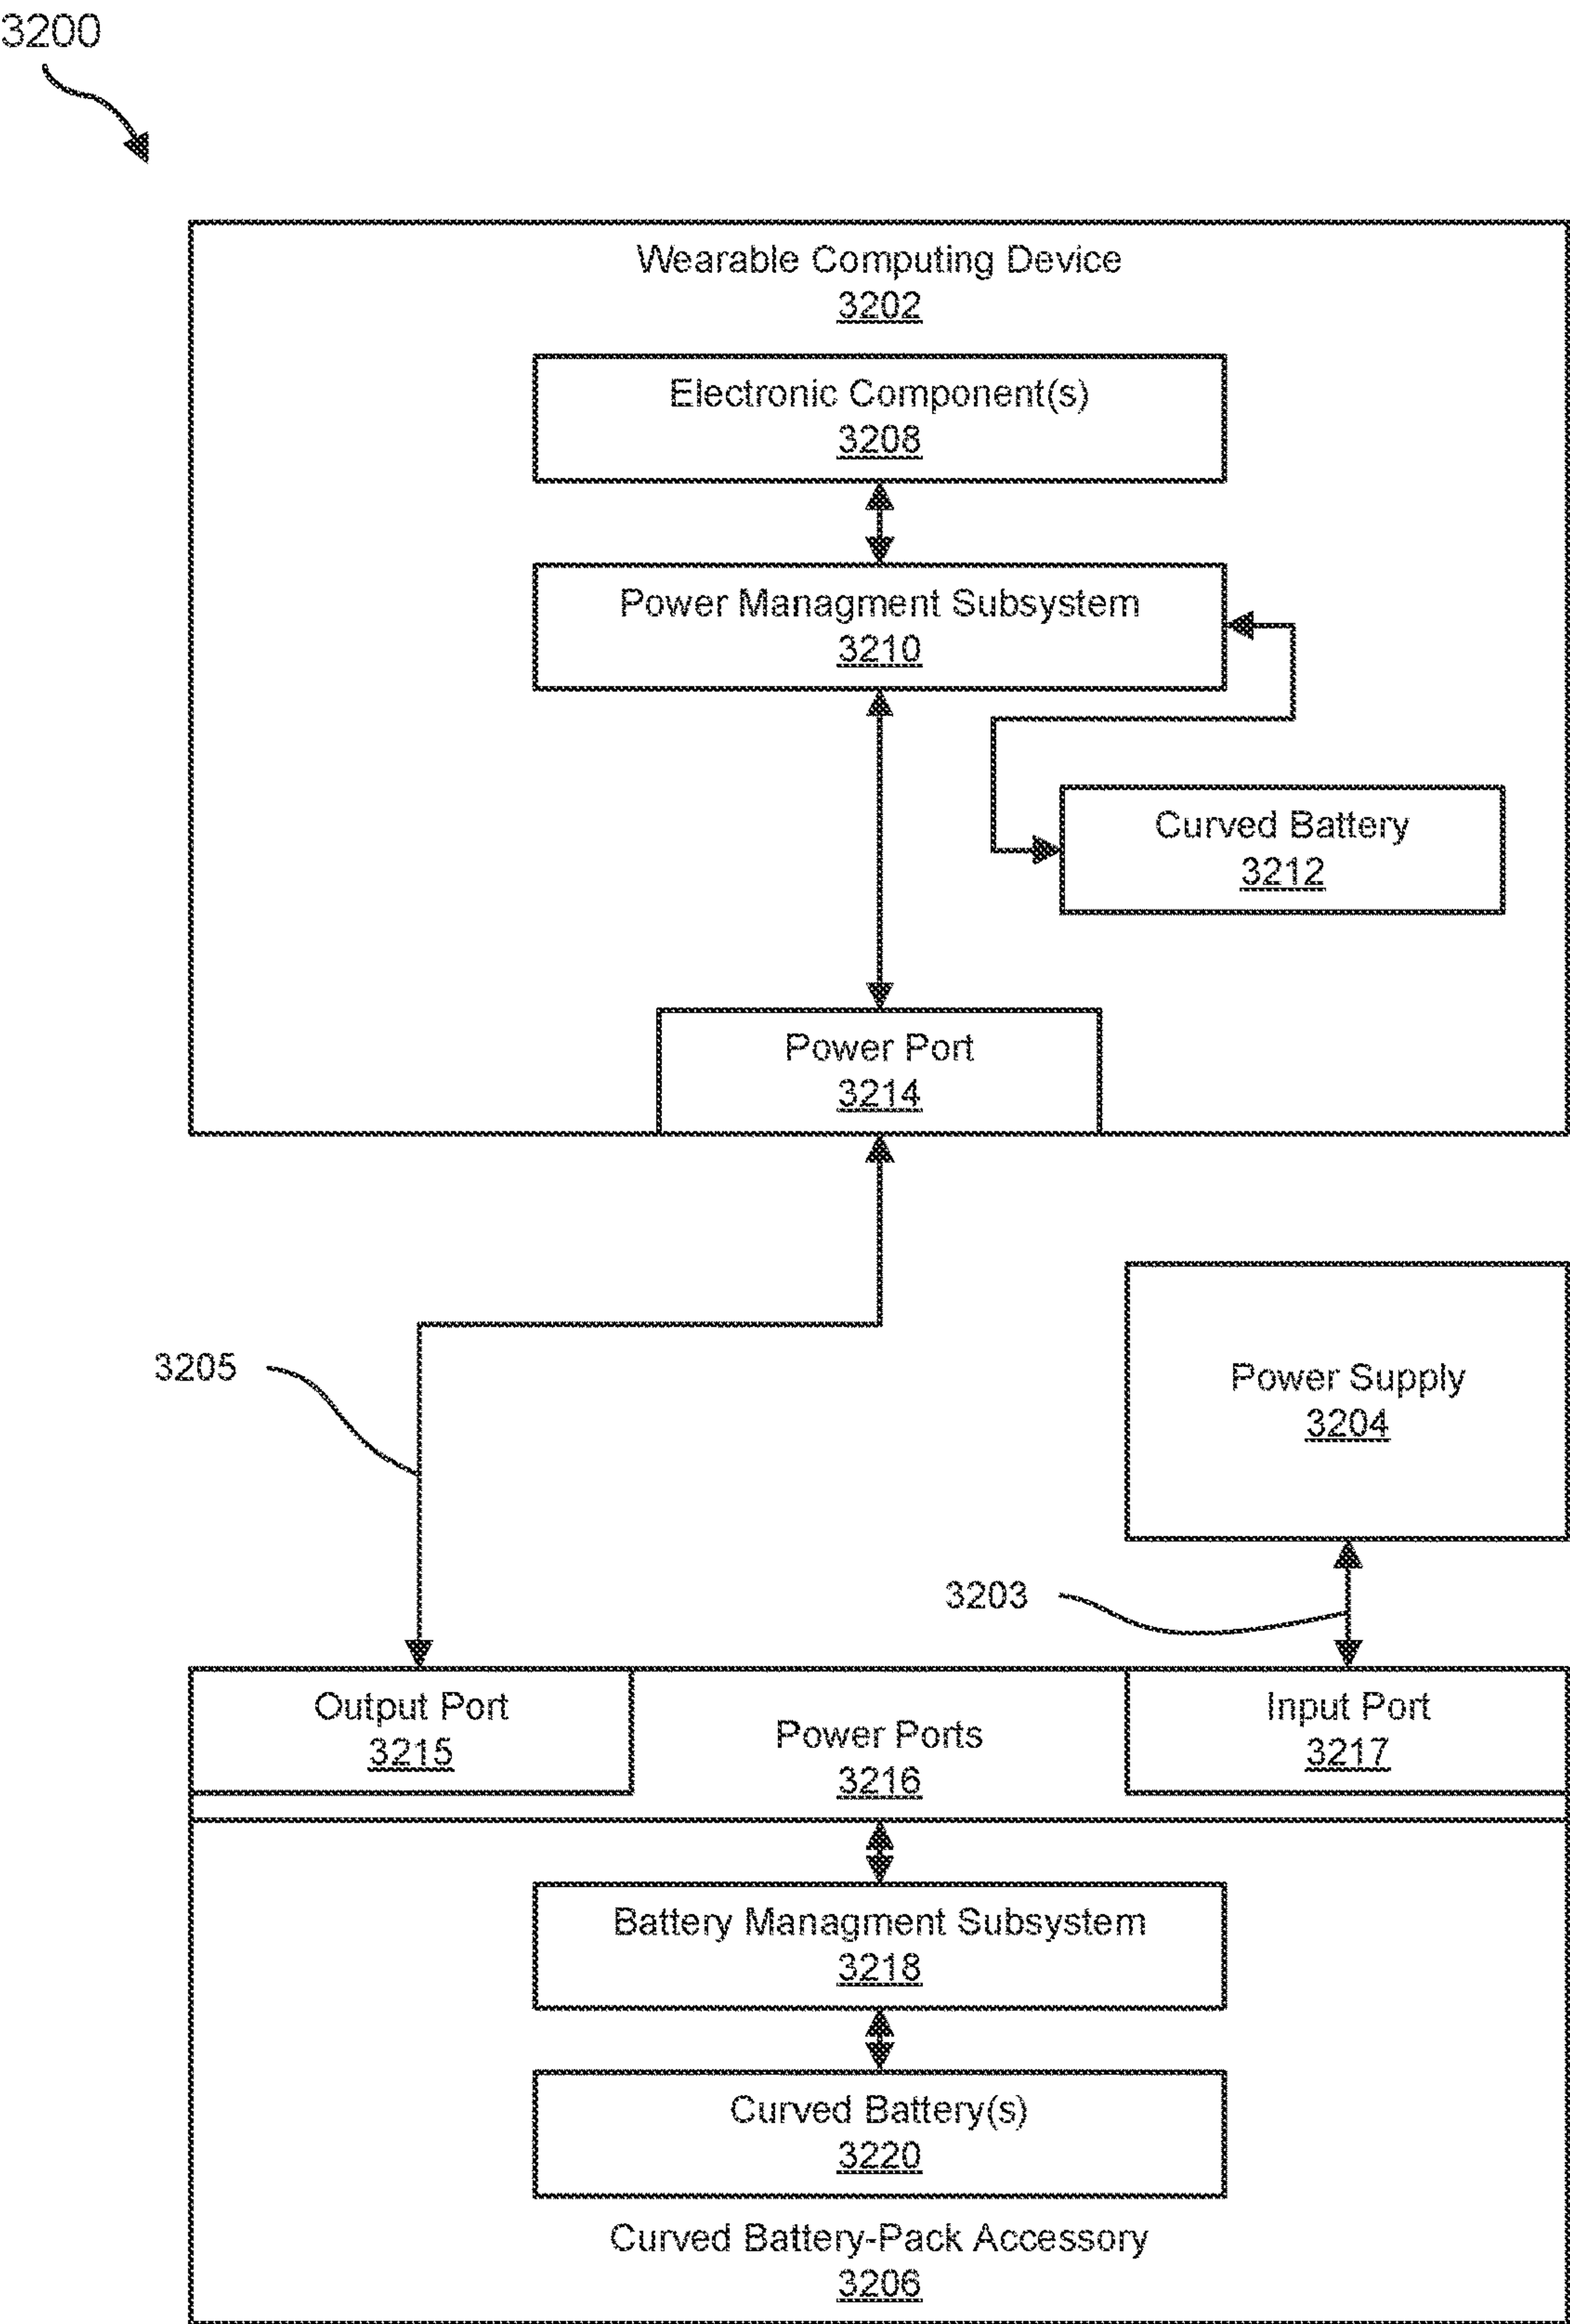 3200
Wearable Computing Device
3202
Electronic Component(s)
3208
Power Managment Subsystem
3210
Curved Battery
3212
Power Port
3214
3205
Power Supply
3204
3203
Output Port
3215
Power Ports
3216
Input Port
3217
Battery Managment Subsystem
3218
Curved Battery(s)
3220
Curved Battery-Pack Accessory
3206